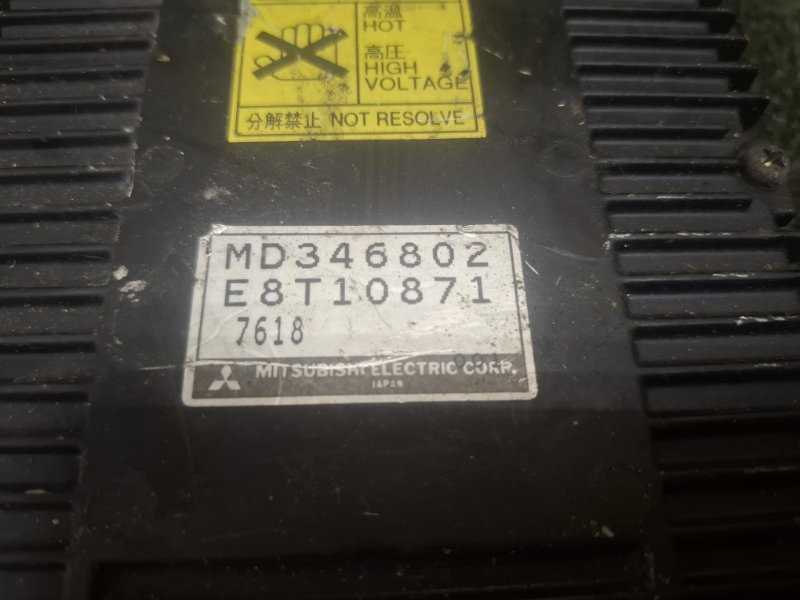 高温
HOT
高圧
HIGH
VOLTAGE
分解禁止 NOT RESOLVE
MD346802
E8T10871
7618
MITSUBISHI ELECTRIC CORP.
JAPAN